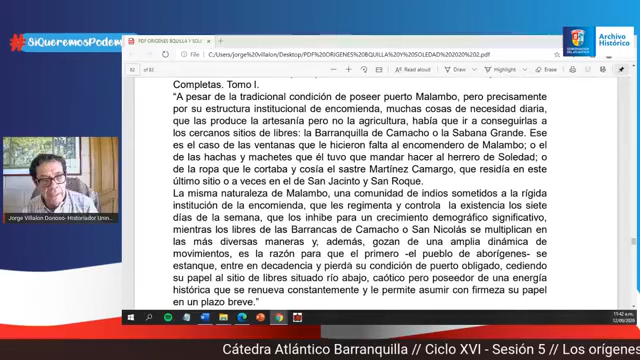 #SiQueremosPodem
GOBERNACIÓN
DEL ATLÁNTICO
Archivo
Histórico
PDF ORIGENES BQUILLA Y SOLE
C:/Users/jorge villalon/Desktop/PDF%20ORIGENES%20BQUILLA%20Y%20SOLEDAD%202020%202.pdf
82 / 82
Read aloud
Draw
Highlight
Erase
Completas. Tomo I.
“A pesar de la tradicional condición de poseer puerto Malambo, pero precisamente
por su estructura institucional de encomienda, muchas cosas de necesidad diaria,
que las produce la artesanía pero no la agricultura, había que ir a conseguirlas a
los cercanos sitios de libres: la Barranquilla de Camacho o la Sabana Grande. Ese
es el caso de las ventanas que le hicieron falta al encomendero de Malambo; o el
de las hachas y machetes que él tuvo que mandar hacer al herrero de Soledad; o
de la ropa que le cortaba y cosía el sastre Martínez Camargo, que residía en este
último sitio o a veces en el de San Jacinto y San Roque.
La misma naturaleza de Malambo, una comunidad de indios sometidos a la rígida
institución de la encomienda, que les regimenta y controla la existencia los siete
días de la semana, que los inhibe para un crecimiento demográfico significativo,
mientras los libres de las Barrancas de Camacho o San Nicolás se multiplican en
las más diversas maneras y, además, gozan de una amplia dinámica de
movimientos, es la razón para que el primero -el pueblo de aborígenes- se
estanque, entre en decadencia y pierda su condición de puerto obligado, cediendo
su papel al sitio de libres situado río abajo, caótico pero poseedor de una energía
histórica que se renueva constantemente y le permite asumir con firmeza su papel
en un plazo breve.”
Jorge Villalon Donoso- Historiador Uninn
11:42 a.m.
12/09/2020
Cátedra Atlántico Barranquilla // Ciclo XVI - Sesión 5 // Los orígenes